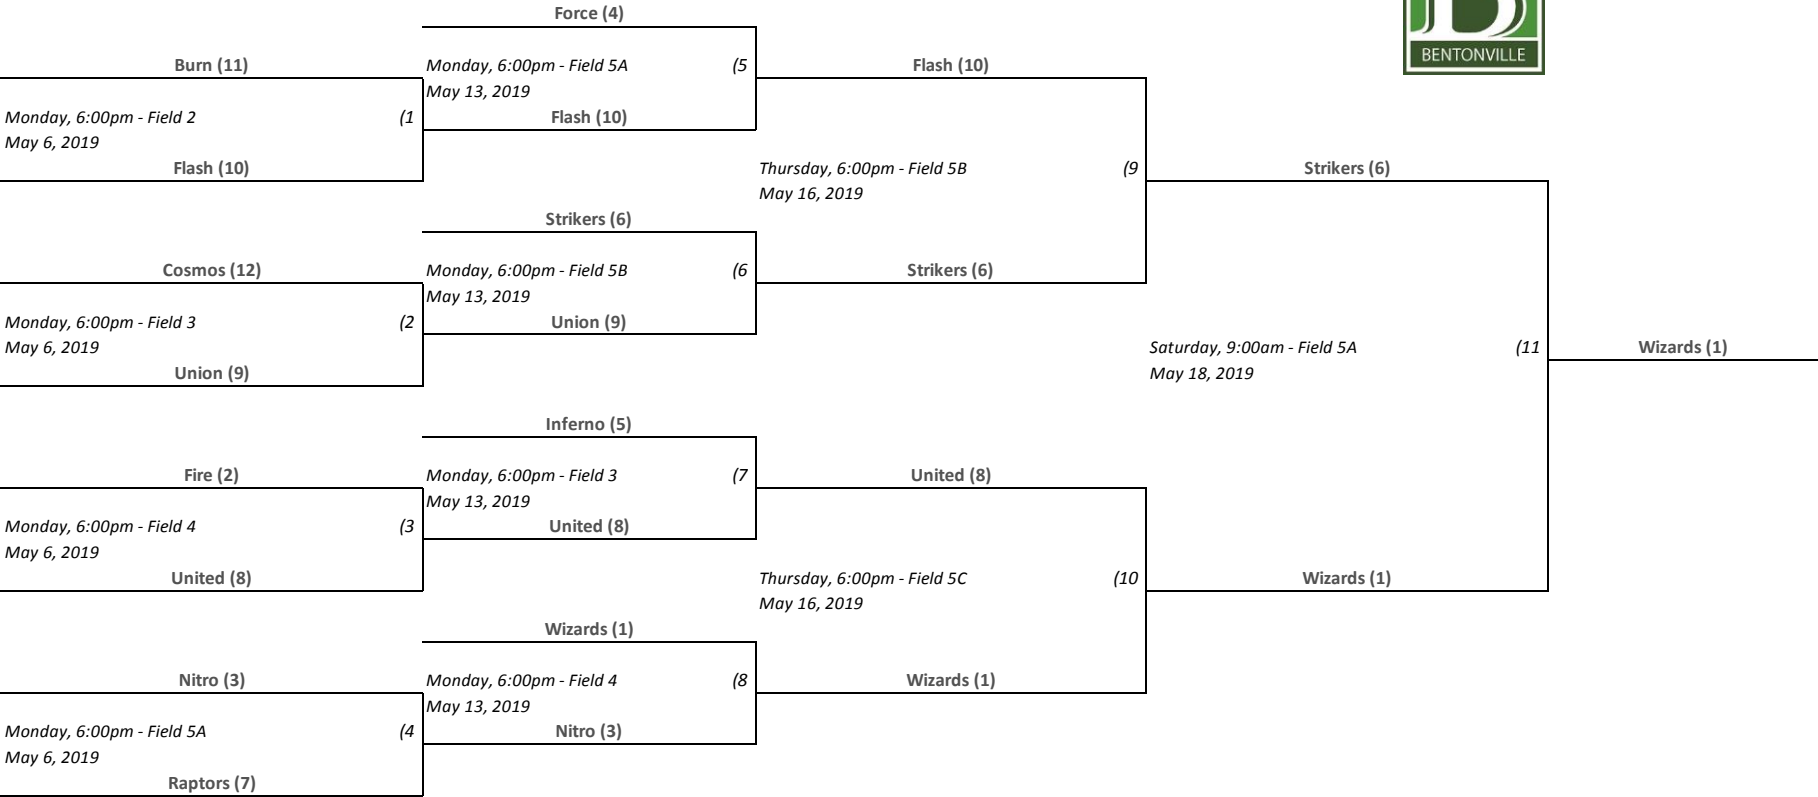 Force (4)
BENTONVILLE
Burn (11)
Monday, 6:00pm - Field 5A (5
Flash (10)
May 13, 2019
Monday, 6:00pm - Field 2 (1
Flash (10)
May 6, 2019
Flash (10)
Thursday, 6:00pm - Field 5B (9
Strikers (6)
May 16, 2019
Strikers (6)
Cosmos (12)
Monday, 6:00pm - Field 5B (6
Strikers (6)
May 13, 2019
Monday, 6:00pm - Field 3 (2
Union (9)
May 6, 2019
Saturday, 9:00am - Field 5A (11
Wizards (1)
Union (9)
May 18, 2019
Inferno (5)
Fire (2)
Monday, 6:00pm - Field 3 (7
United (8)
May 13, 2019
Monday, 6:00pm - Field 4 (3
United (8)
May 6, 2019
United (8)
Thursday, 6:00pm - Field 5C (10
Wizards (1)
May 16, 2019
Wizards (1)
Nitro (3)
Monday, 6:00pm - Field 4 (8
Wizards (1)
May 13, 2019
Monday, 6:00pm - Field 5A (4
Nitro (3)
May 6, 2019
Raptors (7)